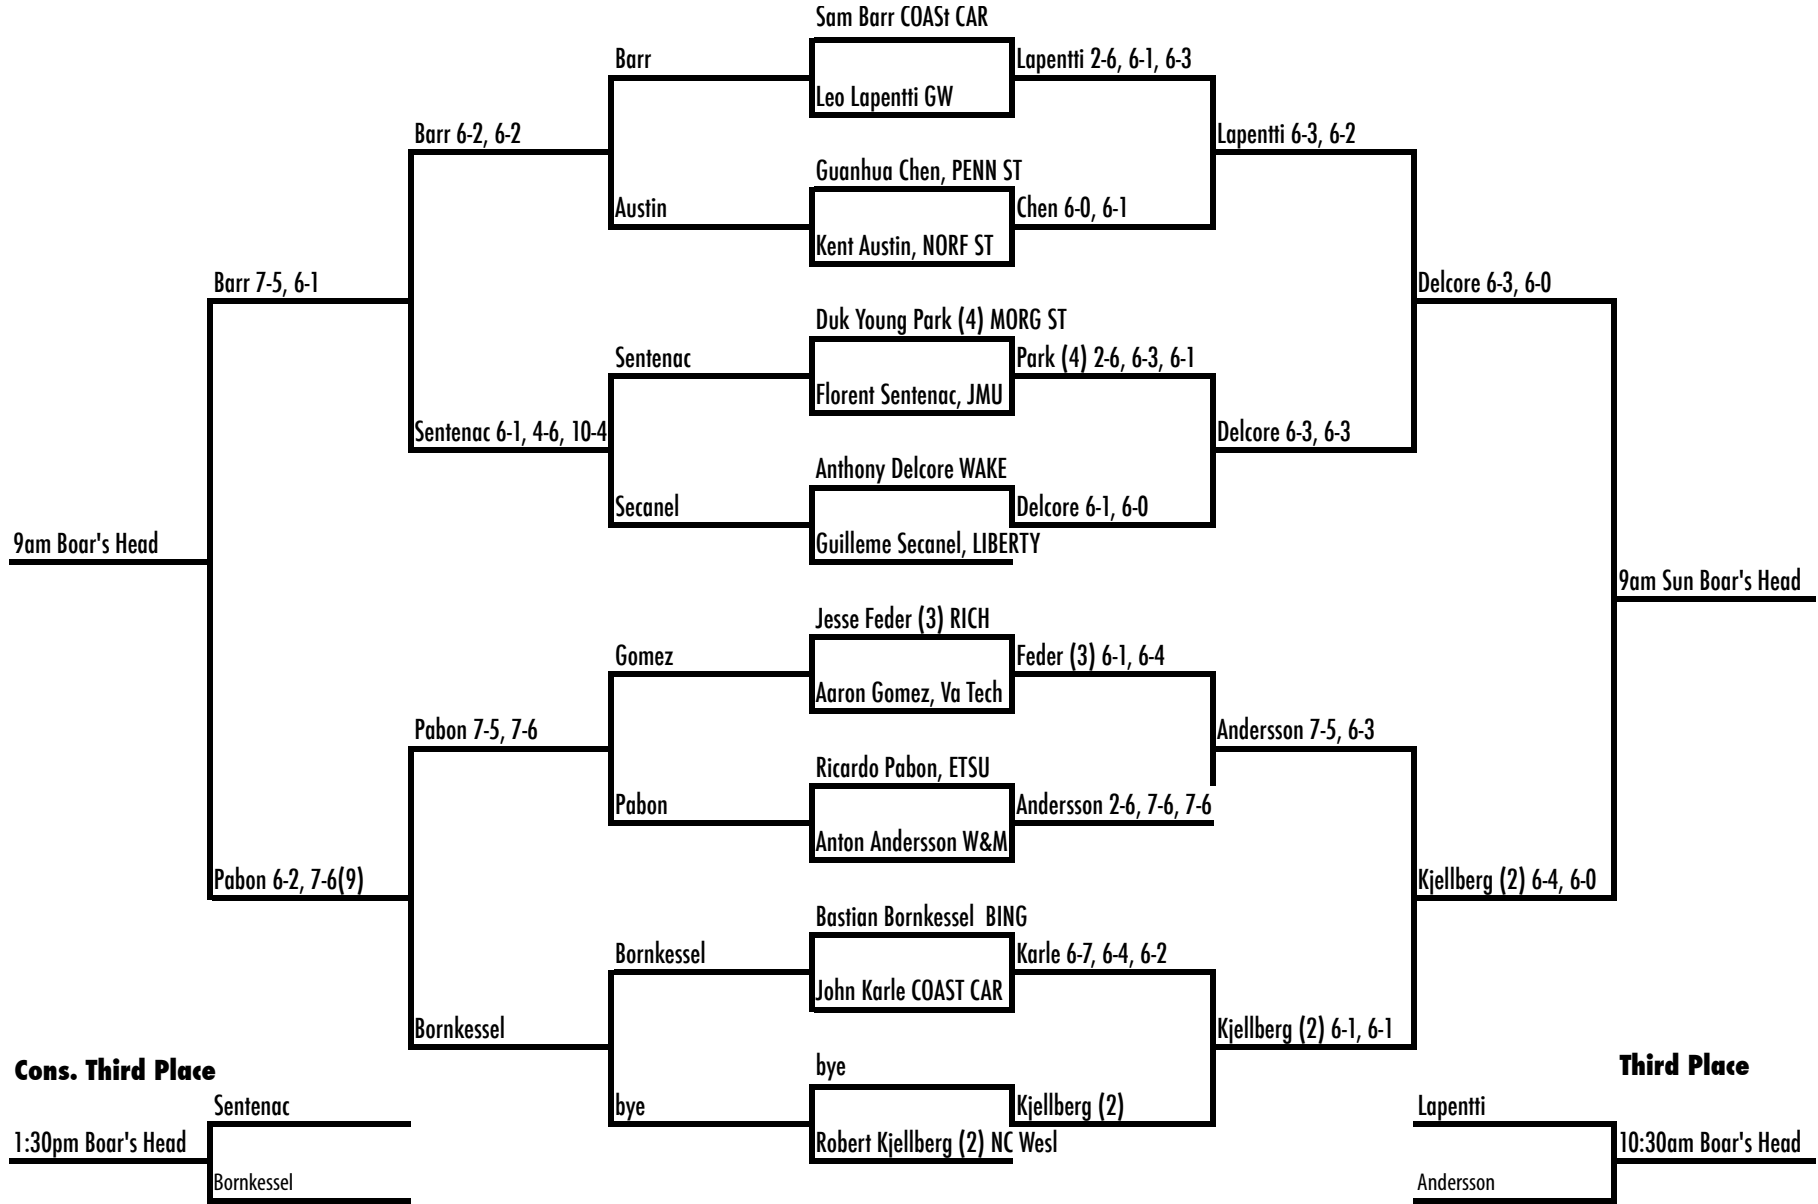 Sam Barr COASt CAR
Barr
Lapentti 2-6, 6-1, 6-3
Leo Lapentti GW
Barr 6-2, 6-2
Lapentti 6-3, 6-2
Guanhua Chen, PENN ST
Austin
Chen 6-0, 6-1
Kent Austin, NORF ST
Barr 7-5, 6-1
Delcore 6-3, 6-0
Duk Young Park (4) MORG ST
Sentenac
Park (4) 2-6, 6-3, 6-1
Florent Sentenac, JMU
Sentenac 6-1, 4-6, 10-4
Delcore 6-3, 6-3
Anthony Delcore WAKE
Secanel
Delcore 6-1, 6-0
9am Boar's Head
Guilleme Secanel, LIBERTY
9am Sun Boar's Head
Jesse Feder (3) RICH
Gomez
Feder (3) 6-1, 6-4
Aaron Gomez, Va Tech
Pabon 7-5, 7-6
Andersson 7-5, 6-3
Ricardo Pabon, ETSU
Pabon
Andersson 2-6, 7-6, 7-6
Anton Andersson W&M
Pabon 6-2, 7-6(9)
Kjellberg (2) 6-4, 6-0
Bastian Bornkessel  BING
Bornkessel
Karle 6-7, 6-4, 6-2
John Karle COAST CAR
Bornkessel
Kjellberg (2) 6-1, 6-1
Cons. Third Place
bye
Third Place
Sentenac
bye
Kjellberg (2)
Lapentti
1:30pm Boar's Head
Robert Kjellberg (2) NC Wesl
10:30am Boar's Head
Bornkessel
Andersson